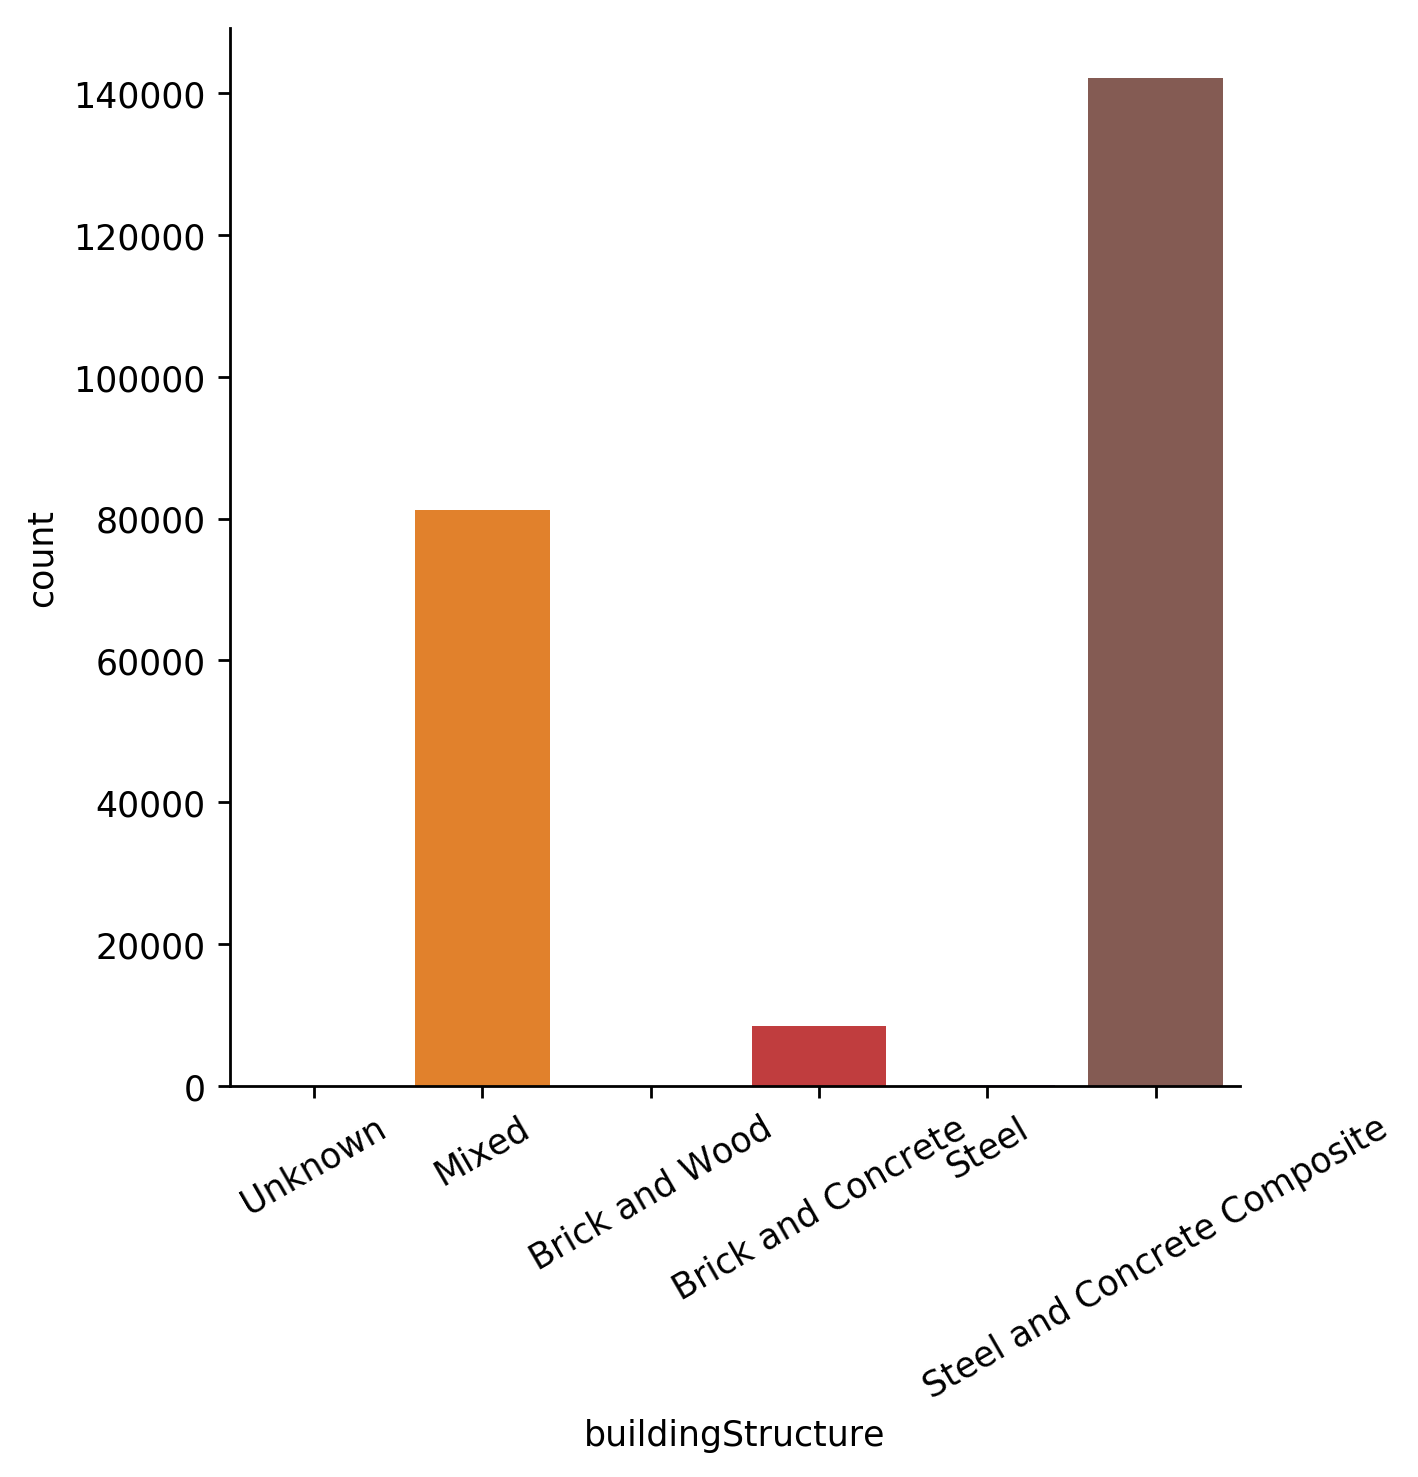 140000
120000
100000
80000
60000
40000
20000
0
count
Unknown
Mixed
Brick and Wood
Brick and Concrete
Steel
Steel and Concrete Composite
buildingStructure